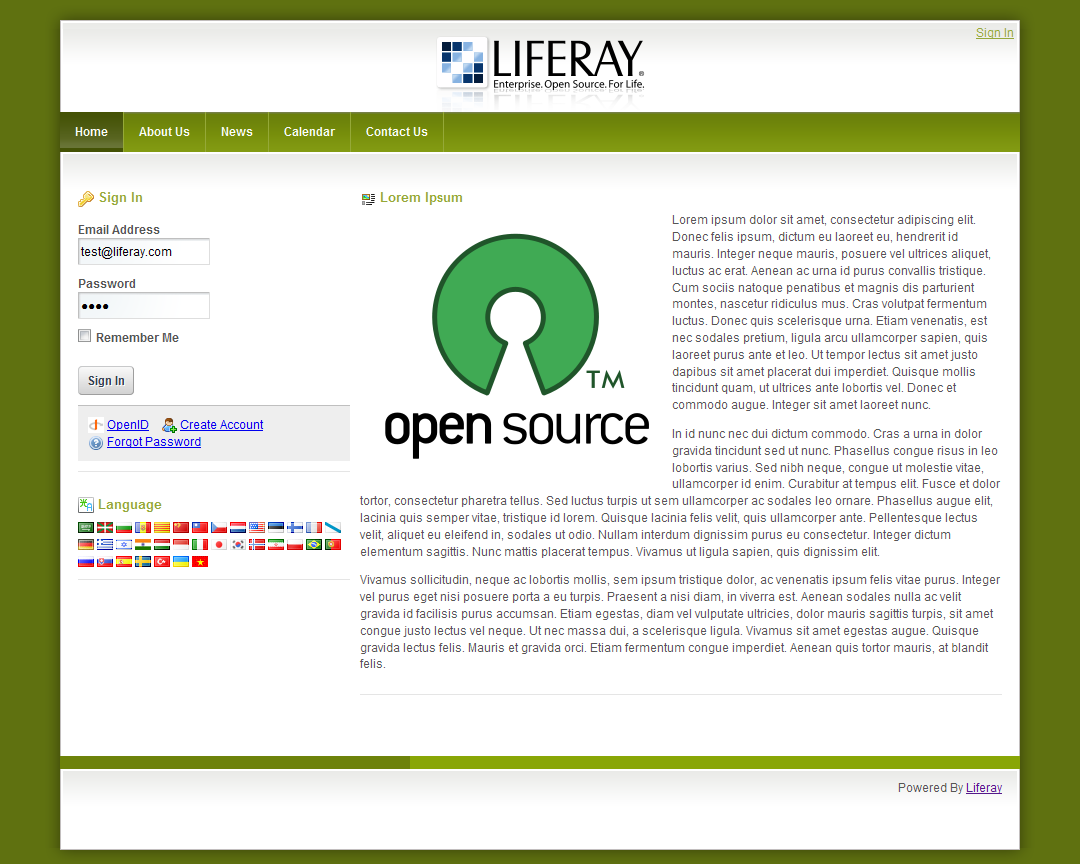 Sign In
LIFERAY
Enterprise. Open Source. For Life.
Home About Us News Calendar Contact Us
Sign In
Email Address
test@liferay.com
Password
••••
Remember Me
Sign In
OpenID Create Account
Forgot Password
Language
Lorem Ipsum
TM
open source
Lorem ipsum dolor sit amet, consectetur adipiscing elit.
Donec felis ipsum, dictum eu laoreet eu, hendrerit id
mauris. Integer neque mauris, posuere vel ultrices aliquet,
luctus ac erat. Aenean ac urna id purus convallis tristique.
Cum sociis natoque penatibus et magnis dis parturient
montes, nascetur ridiculus mus. Cras volutpat fermentum
luctus. Donec quis scelerisque urna. Etiam venenatis, est
nec sodales pretium, ligula arcu ullamcorper sapien, quis
laoreet purus ante et leo. Ut tempor lectus sit amet justo
dapibus sit amet placerat dui imperdiet. Quisque mollis
tincidunt quam, ut ultrices ante lobortis vel. Donec et
commodo augue. Integer sit amet laoreet nunc.
In id nunc nec dui dictum commodo. Cras a urna in dolor
gravida tincidunt sed ut nunc. Phasellus congue risus in leo
lobortis varius. Sed nibh neque, congue ut molestie vitae,
ullamcorper id enim. Curabitur at tempus elit. Fusce et dolor
tortor, consectetur pharetra tellus. Sed luctus turpis ut sem ullamcorper ac sodales leo ornare. Phasellus augue elit,
lacinia quis semper vitae, tristique id lorem. Quisque lacinia felis velit, quis ullamcorper ante. Pellentesque lectus
velit, aliquet eu eleifend in, sodales ut odio. Nullam interdum dignissim purus eu consectetur. Integer dictum
elementum sagittis. Nunc mattis placerat tempus. Vivamus ut ligula sapien, quis dignissim elit.
Vivamus sollicitudin, neque ac lobortis mollis, sem ipsum tristique dolor, ac venenatis ipsum felis vitae purus. Integer
vel purus eget nisi posuere porta a eu turpis. Praesent a nisi diam, in viverra est. Aenean sodales nulla ac velit
gravida id facilisis purus accumsan. Etiam egestas, diam vel vulputate ultricies, dolor mauris sagittis turpis, sit amet
congue justo lectus vel neque. Ut nec massa dui, a scelerisque ligula. Vivamus sit amet egestas augue. Quisque
gravida lectus felis. Mauris et gravida orci. Etiam fermentum congue imperdiet. Aenean quis tortor mauris, at blandit
felis.
Powered By Liferay